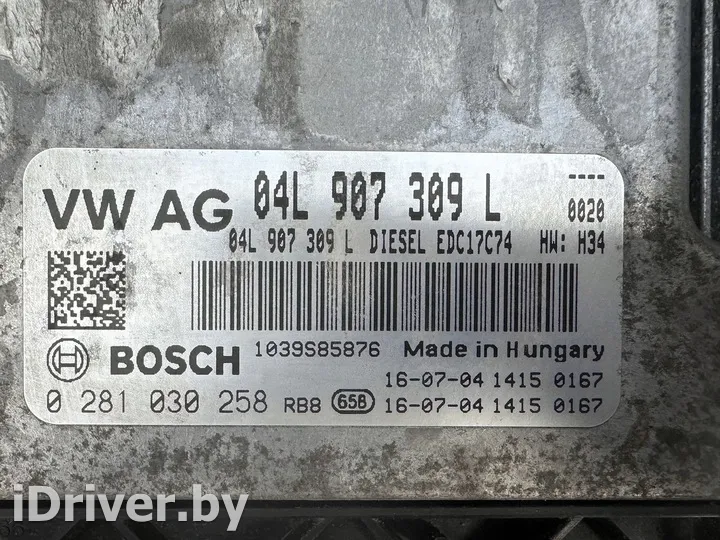 VW AG 04L 907 309 L ----
0020
04L 907 309 L DIESEL EDC17C74 HW: H34
BOSCH 1039S85876 Made in Hungary
16-07-04 1415 0167
0 281 030 258 RB8 65B 16-07-04 1415 0167
iDriver.by